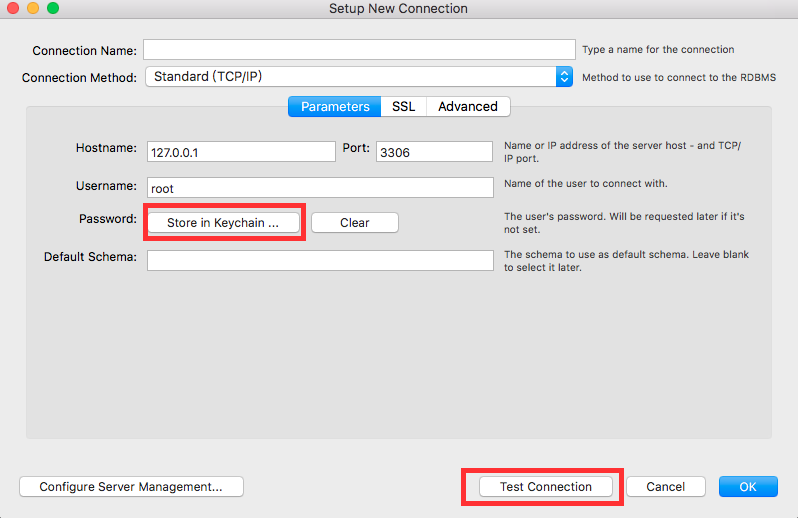 Setup New Connection
Connection Name:
Type a name for the connection
Connection Method: Standard (TCP/IP)
Method to use to connect to the RDBMS
Parameters SSL Advanced
Hostname: 127.0.0.1 Port: 3306
Name or IP address of the server host - and TCP/
IP port.
Username: root
Name of the user to connect with.
Password: Store in Keychain ... Clear
The user's password. Will be requested later if it's
not set.
Default Schema:
The schema to use as default schema. Leave blank
to select it later.
Configure Server Management... Test Connection Cancel OK